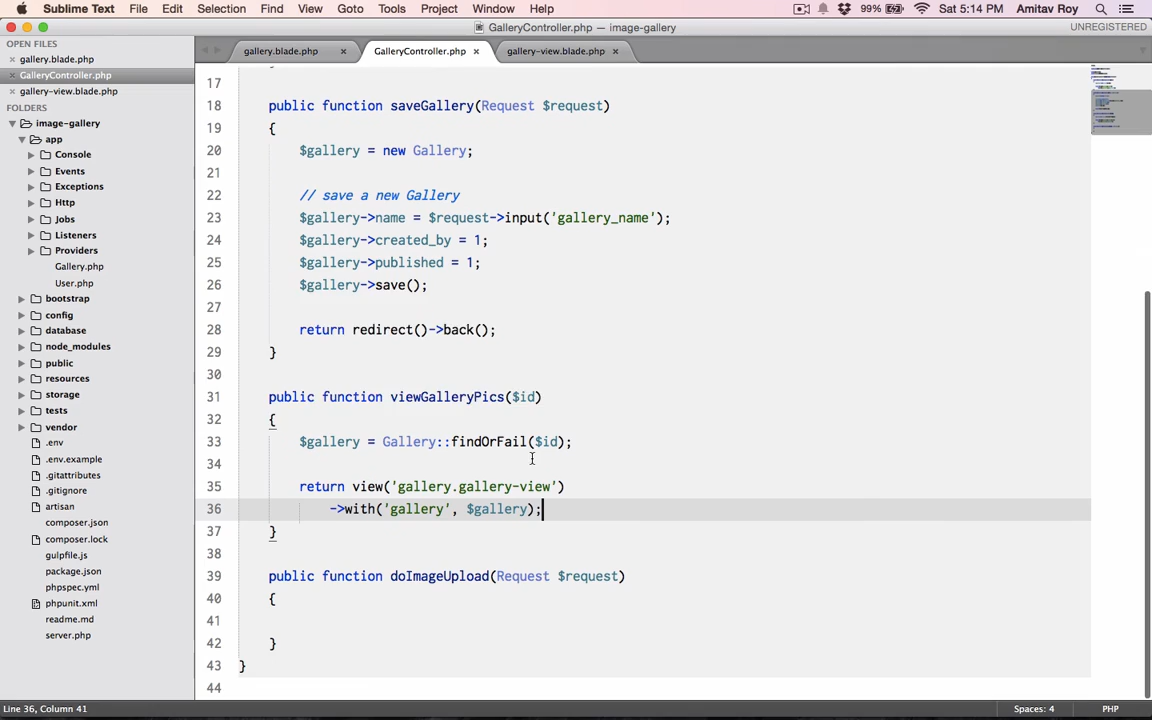 Sublime Text File Edit Selection Find View Goto Tools Project Window Help 99% Sat 5:14 PM Amitav Roy
GalleryController.php — image-gallery UNREGISTERED
OPEN FILES
gallery.blade.php
GalleryController.php
gallery-view.blade.php
FOLDERS
image-gallery
app
Console
Events
Exceptions
Http
Jobs
Listeners
Providers
Gallery.php
User.php
bootstrap
config
database
node_modules
public
resources
storage
tests
vendor
.env
.env.example
.gitattributes
.gitignore
artisan
composer.json
composer.lock
gulpfile.js
package.json
phpspec.yml
phpunit.xml
readme.md
server.php
gallery.blade.php GalleryController.php gallery-view.blade.php
17
18 public function saveGallery(Request $request)
19 {
20 $gallery = new Gallery;
21
22 // save a new Gallery
23 $gallery->name = $request->input('gallery_name');
24 $gallery->created_by = 1;
25 $gallery->published = 1;
26 $gallery->save();
27
28 return redirect()->back();
29 }
30
31 public function viewGalleryPics($id)
32 {
33 $gallery = Gallery::findOrFail($id);
34
35 return view('gallery.gallery-view')
36 ->with('gallery', $gallery);
37 }
38
39 public function doImageUpload(Request $request)
40 {
41
42 }
43 }
44
Line 36, Column 41 Spaces: 4 PHP